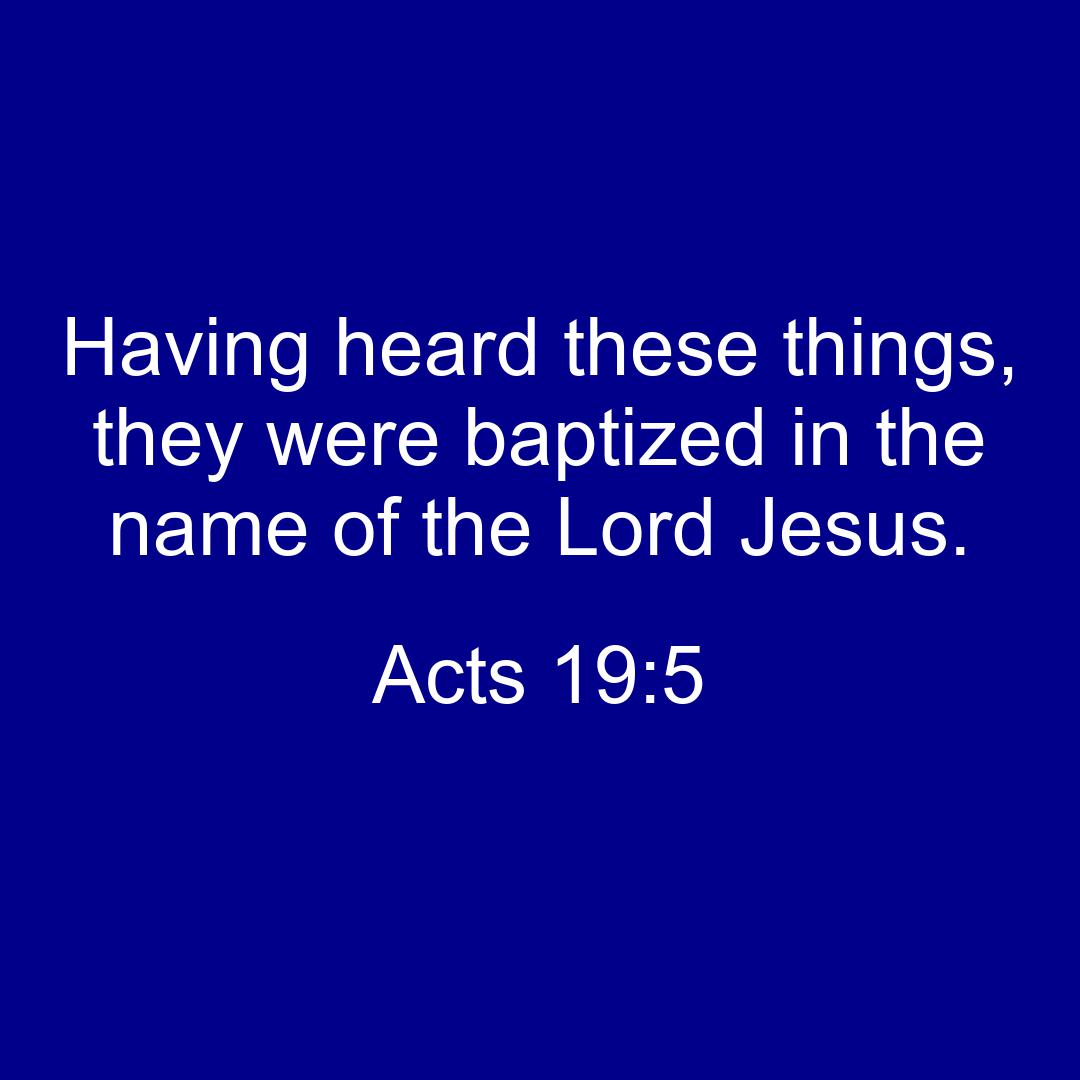 Having heard these things,
they were baptized in the
name of the Lord Jesus.
Acts 19:5